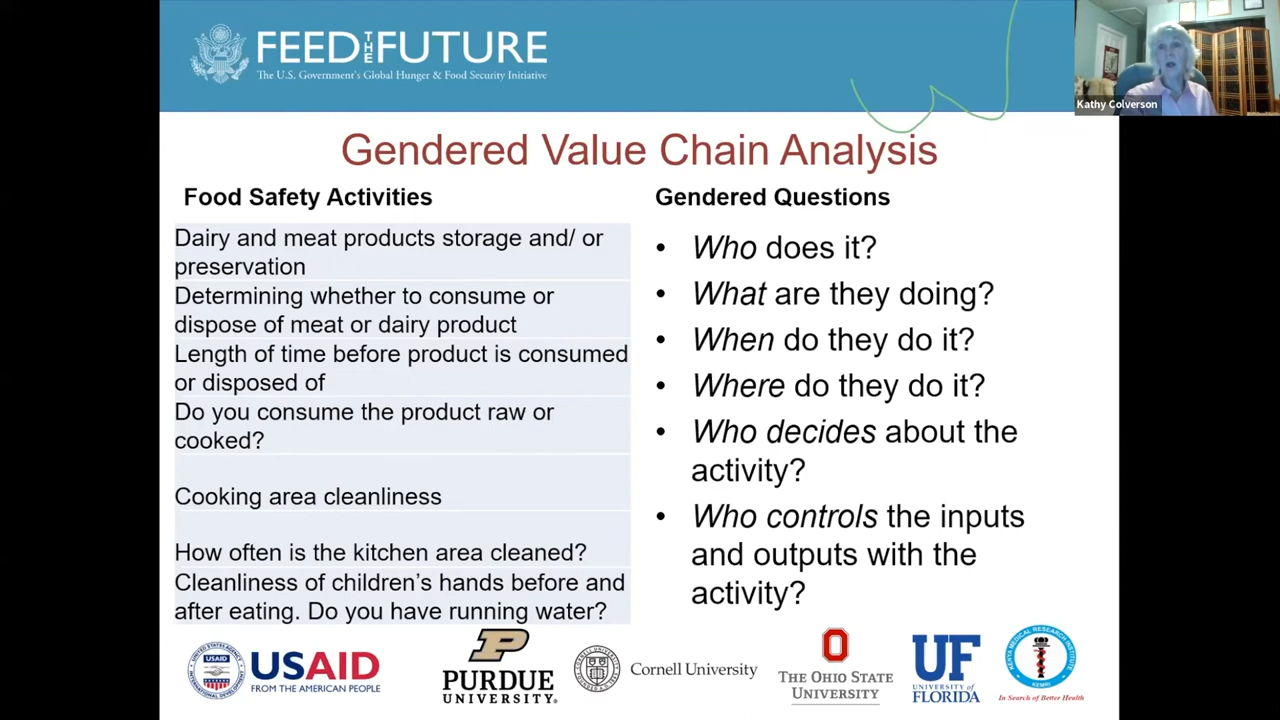 FEED THE FUTURE
The U.S. Government's Global Hunger & Food Security Initiative
Kathy Colverson
Gendered Value Chain Analysis
Food Safety Activities
Dairy and meat products storage and/ or
preservation
Determining whether to consume or
dispose of meat or dairy product
Length of time before product is consumed
or disposed of
Do you consume the product raw or
cooked?
Cooking area cleanliness
How often is the kitchen area cleaned?
Cleanliness of children's hands before and
after eating. Do you have running water?
Gendered Questions
• Who does it?
• What are they doing?
• When do they do it?
• Where do they do it?
• Who decides about the
activity?
• Who controls the inputs
and outputs with the
activity?
USAID
USAID
FROM THE AMERICAN PEOPLE
PURDUE
UNIVERSITY®
Cornell University
THE OHIO STATE
UNIVERSITY
UF
UNIVERSITY of
FLORIDA
KENYA MEDICAL RESEARCH
INSTITUTE
KEMRI
In Search of Better Health